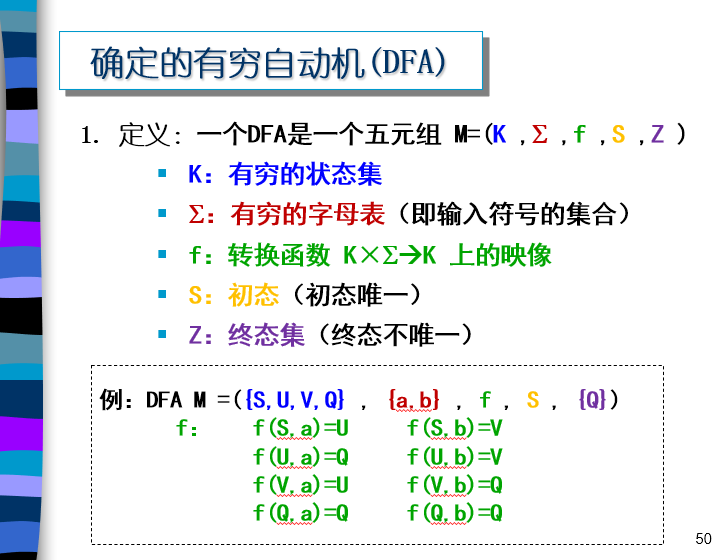 确定的有穷自动机(DFA)
1. 定义: 一个DFA是一个五元组 M=(K ,Σ ,f ,S ,Z )
▪ K: 有穷的状态集
▪ Σ: 有穷的字母表（即输入符号的集合）
▪ f: 转换函数 K×Σ→K 上的映像
▪ S: 初态（初态唯一）
▪ Z: 终态集（终态不唯一）
例: DFA M =({S,U,V,Q} , {a,b} , f , S , {Q})
f: f(S,a)=U f(S,b)=V
f(U,a)=Q f(U,b)=V
f(V,a)=U f(V,b)=Q
f(Q,a)=Q f(Q,b)=Q
50